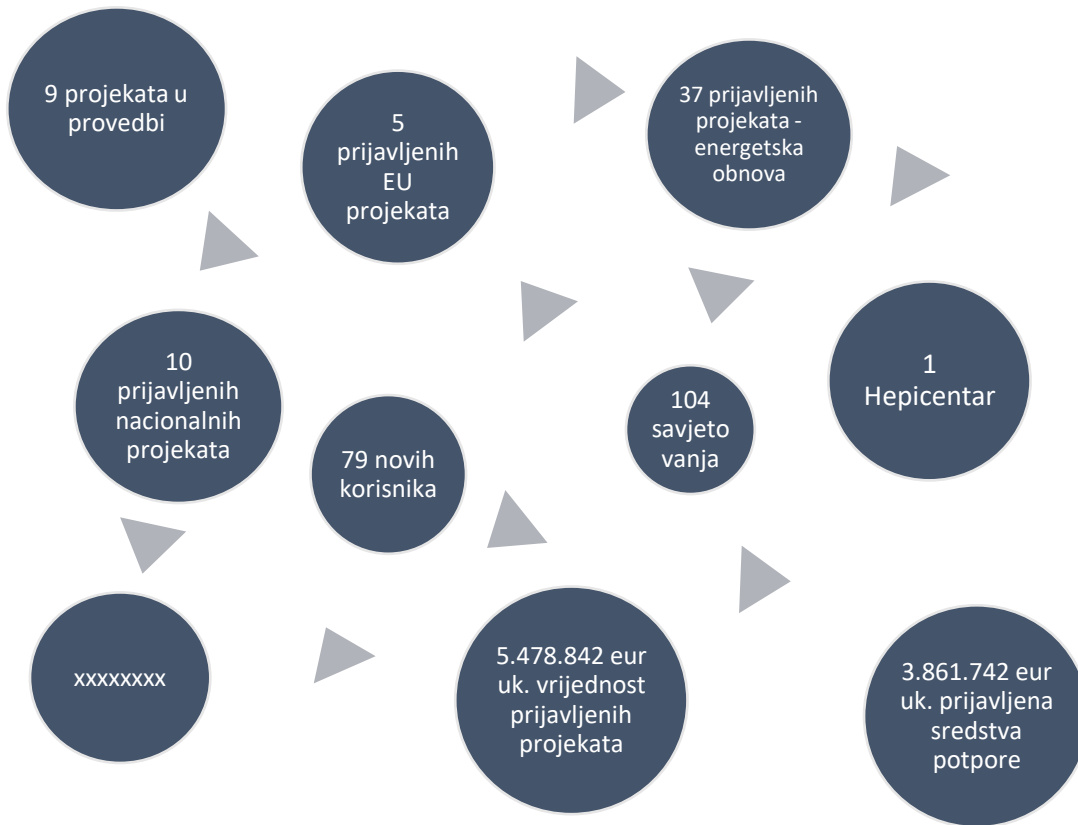 9 projekata u
provedbi
5
prijavljenih
EU
projekata
37 prijavljenih
projekata -
energetska
obnova
10
prijavljenih
nacionalnih
projekata
79 novih
korisnika
104
savjeto
vanja
1
Hepicentar
xxxxxxxx
5.478.842 eur
uk. vrijednost
prijavljenih
projekata
3.861.742 eur
uk. prijavljena
sredstva
potpore